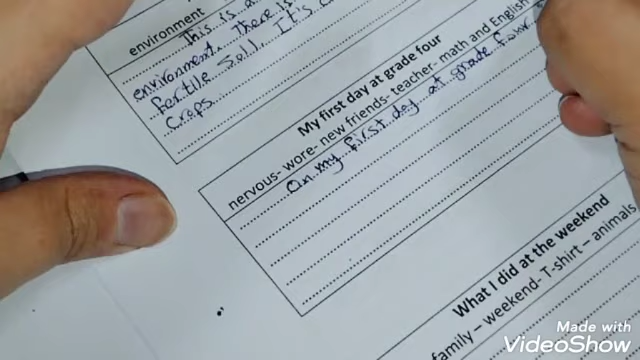 environment
This is a
environment. There is
fertile soil. It's c
crops
My first day at grade four
nervous- wore- new friends- teacher- math and English
On my first day at grade four
What I did at the weekend
family – weekend- T-shirt – animals
Made with
VideoShow